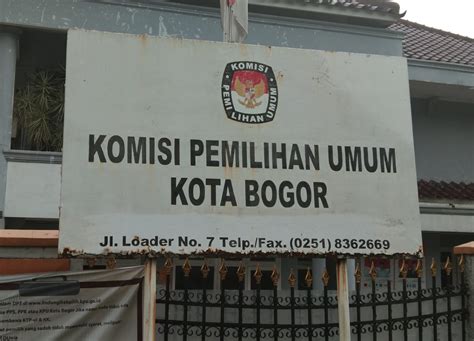 KOMISI
PEMILIHAN UMUM
KOMISI PEMILIHAN UMUM
KOTA BOGOR
Jl. Loader No. 7 Telp./Fax. (0251) 8362669